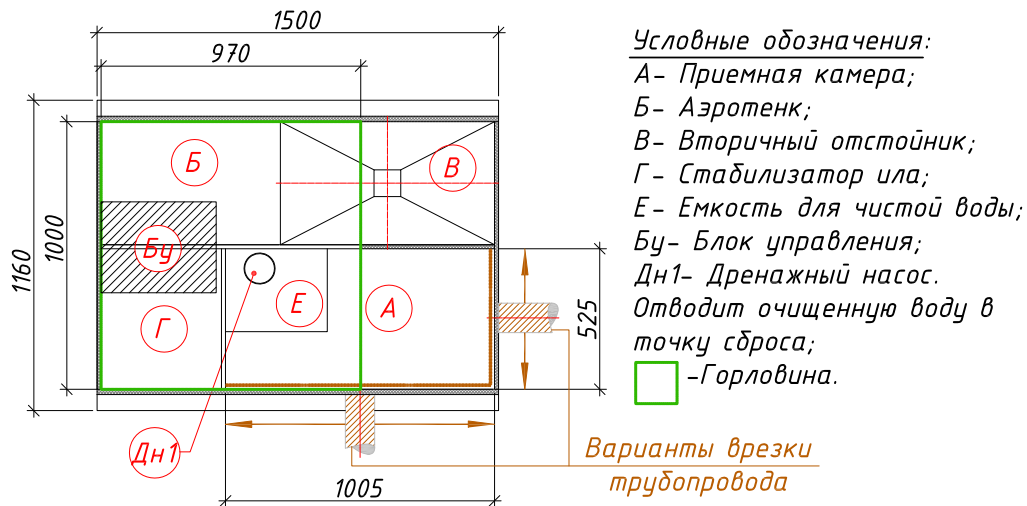 1500
970
Условные обозначения:
А- Приемная камера;
Б- Аэротенк;
В- Вторичный отстойник;
Г- Стабилизатор ила;
Е- Емкость для чистой воды;
Бу- Блок управления;
Дн1- Дренажный насос.
Отводит очищенную воду в
точку сброса;
-Горловина.
Б
В
Бу
Г
Е
А
1160
1000
525
Дн1
1005
Варианты врезки
трубопровода